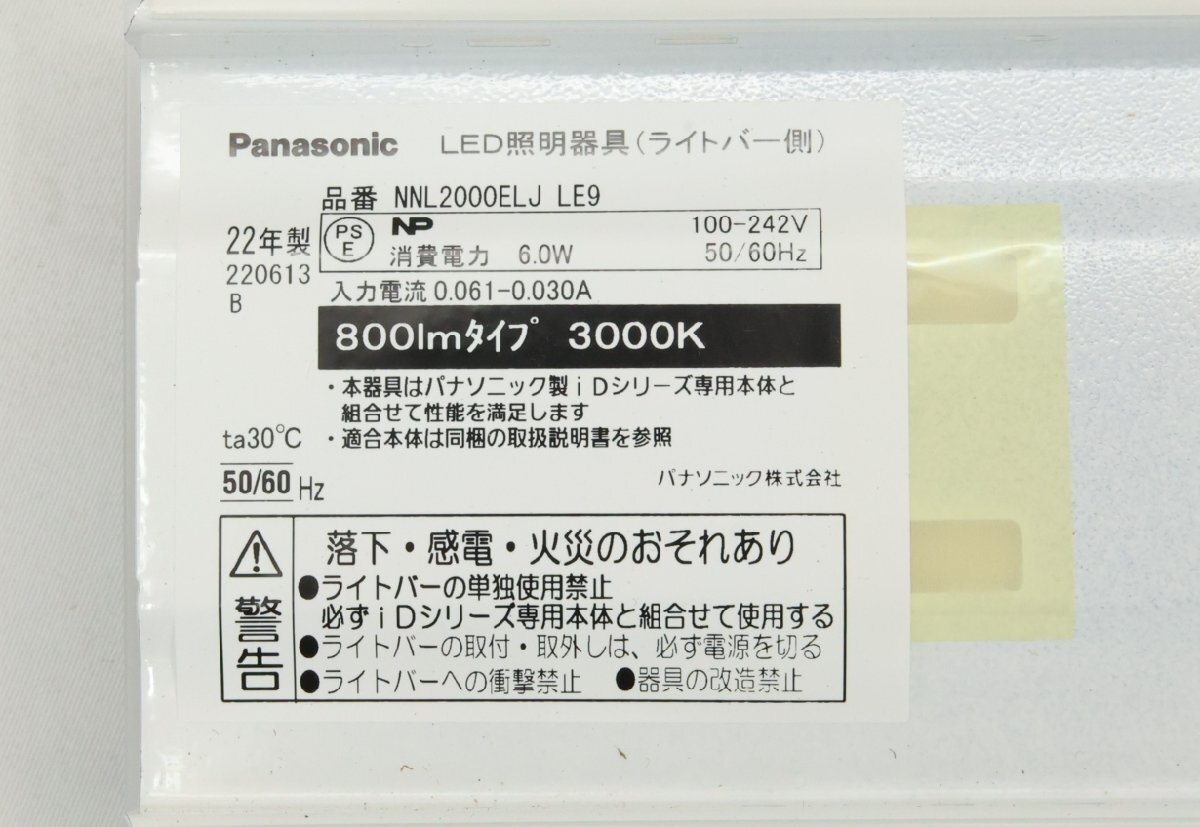 Panasonic LED照明器具(ライトバー側)
品番 NNL2000ELJ LE9
22年製
220613
B
PS
E
NP 100-242V
消費電力 6.0W 50/60Hz
入力電流 0.061-0.030A
800lmタイプ 3000K
・本器具はパナソニック製iDシリーズ専用本体と
組合せて性能を満足します
ta30℃ ・適合本体は同梱の取扱説明書を参照
50/60 Hz
パナソニック株式会社
警告
落下・感電・火災のおそれあり
●ライトバーの単独使用禁止
必ずiDシリーズ専用本体と組合せて使用する
●ライトバーの取付・取外しは、必ず電源を切る
●ライトバーへの衝撃禁止 ●器具の改造禁止